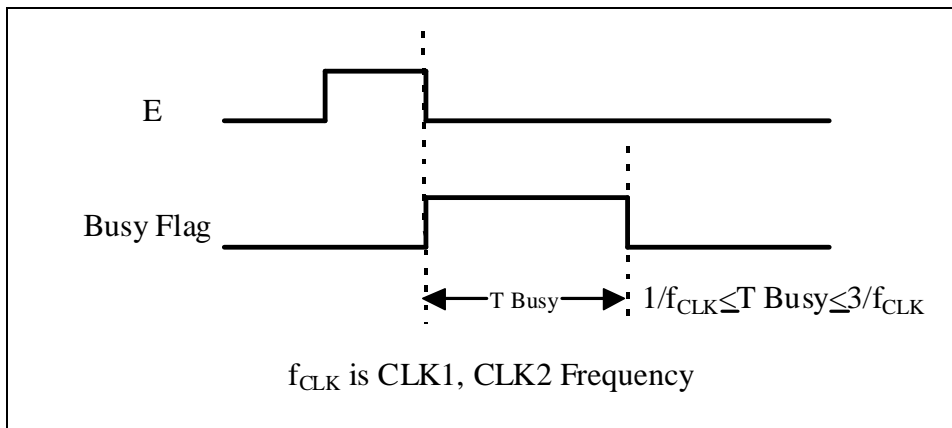 E
Busy Flag
T Busy
1/fCLK≤T Busy≤3/fCLK
fCLK is CLK1, CLK2 Frequency